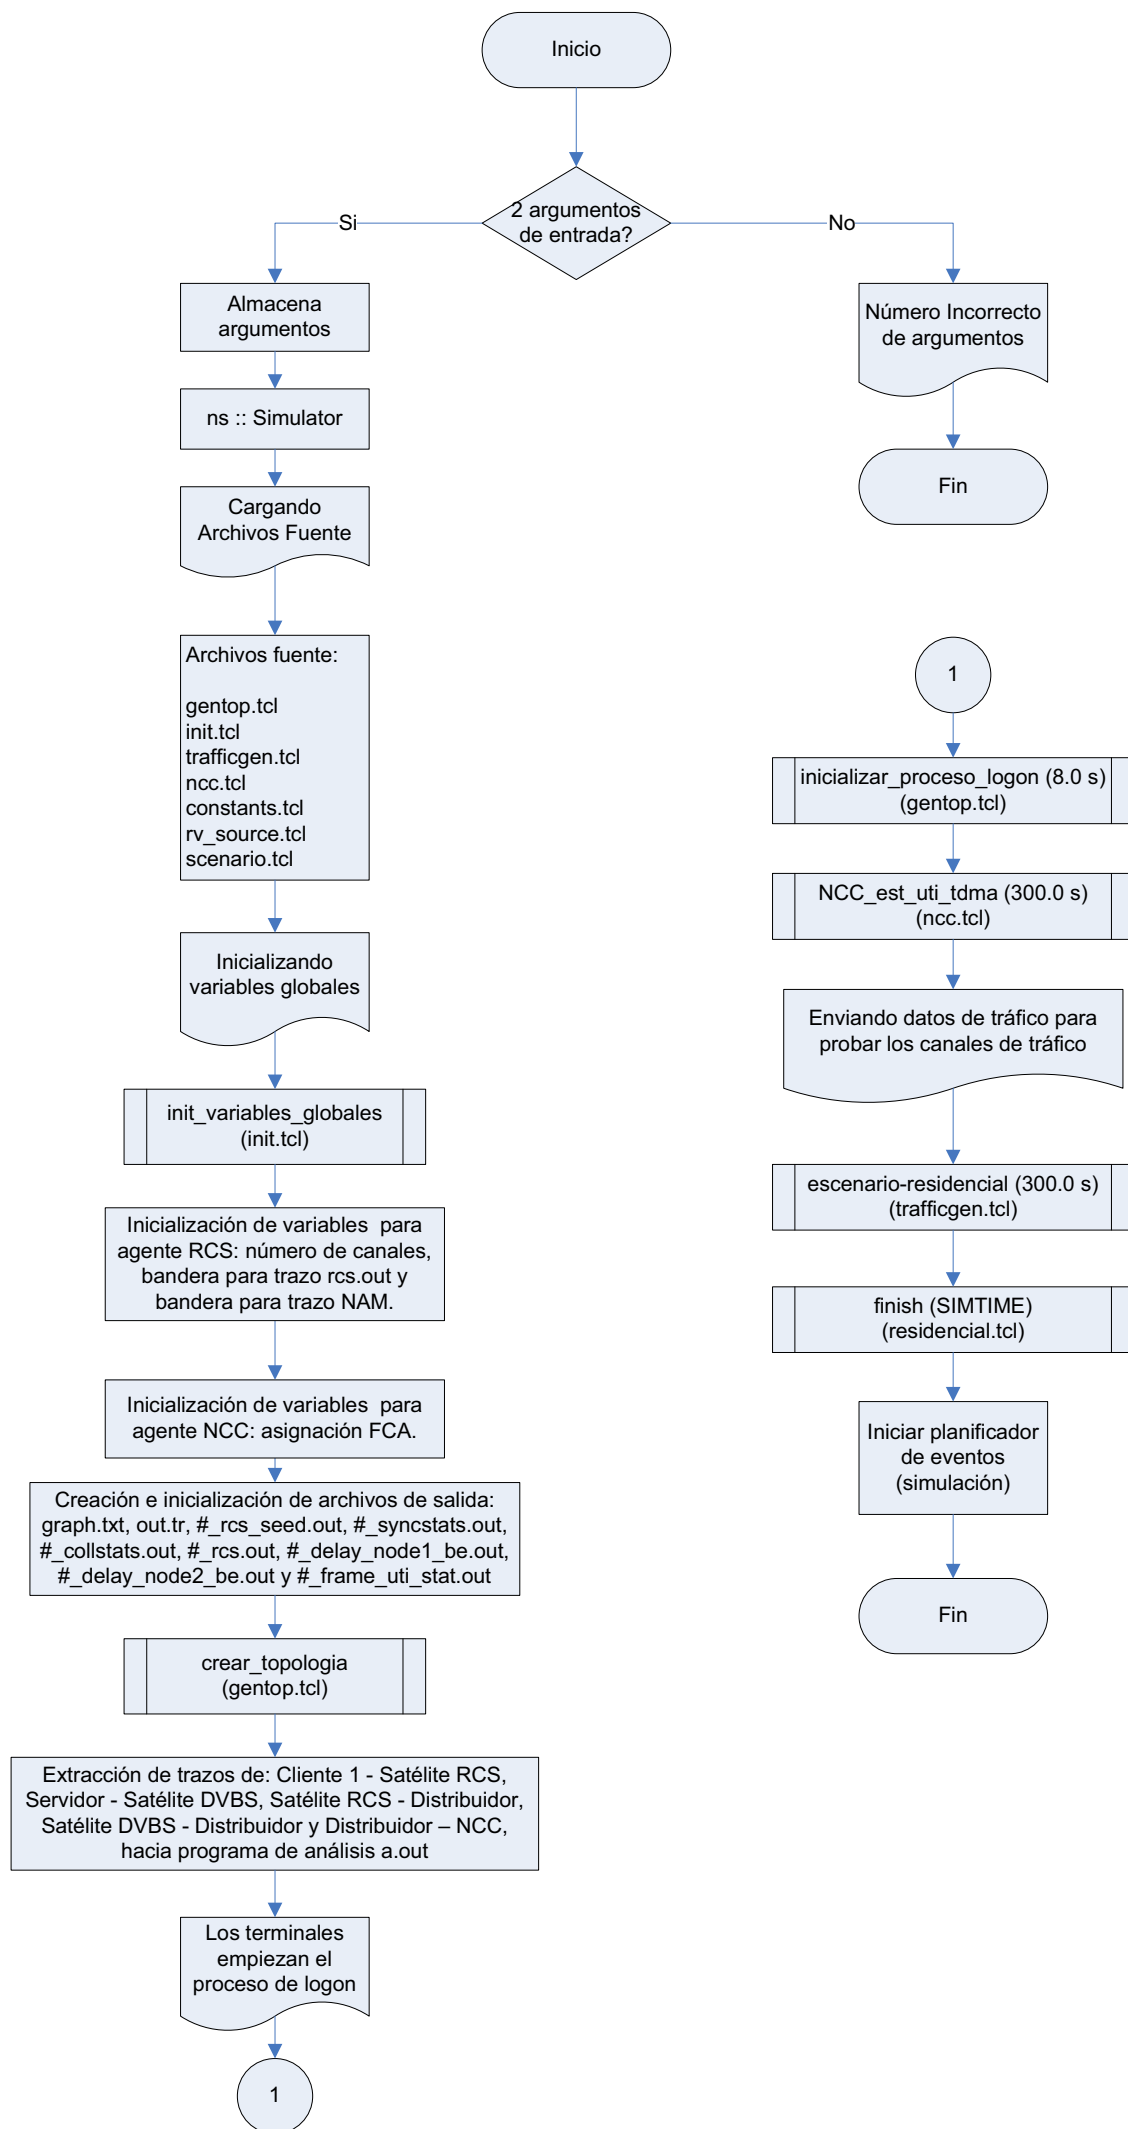 Inicio
2 argumentos
de entrada?
Si
No
Almacena
argumentos
ns :: Simulator
Cargando
Archivos Fuente
Archivos fuente:
gentop.tcl
init.tcl
trafficgen.tcl
ncc.tcl
constants.tcl
rv_source.tcl
scenario.tcl
Inicializando
variables globales
init_variables_globales
(init.tcl)
Inicialización de variables  para
agente RCS: número de canales,
bandera para trazo rcs.out y
bandera para trazo NAM.
Inicialización de variables  para
agente NCC: asignación FCA.
Creación e inicialización de archivos de salida:
graph.txt, out.tr, #_rcs_seed.out, #_syncstats.out,
#_collstats.out, #_rcs.out, #_delay_node1_be.out,
#_delay_node2_be.out y #_frame_uti_stat.out
crear_topologia
(gentop.tcl)
Extracción de trazos de: Cliente 1 - Satélite RCS,
Servidor - Satélite DVBS, Satélite RCS - Distribuidor,
Satélite DVBS - Distribuidor y Distribuidor – NCC,
hacia programa de análisis a.out
Los terminales
empiezan el
proceso de logon
1
Número Incorrecto
de argumentos
Fin
1
inicializar_proceso_logon (8.0 s)
(gentop.tcl)
NCC_est_uti_tdma (300.0 s)
(ncc.tcl)
Enviando datos de tráfico para
probar los canales de tráfico
escenario-residencial (300.0 s)
(trafficgen.tcl)
finish (SIMTIME)
(residencial.tcl)
Iniciar planificador
de eventos
(simulación)
Fin